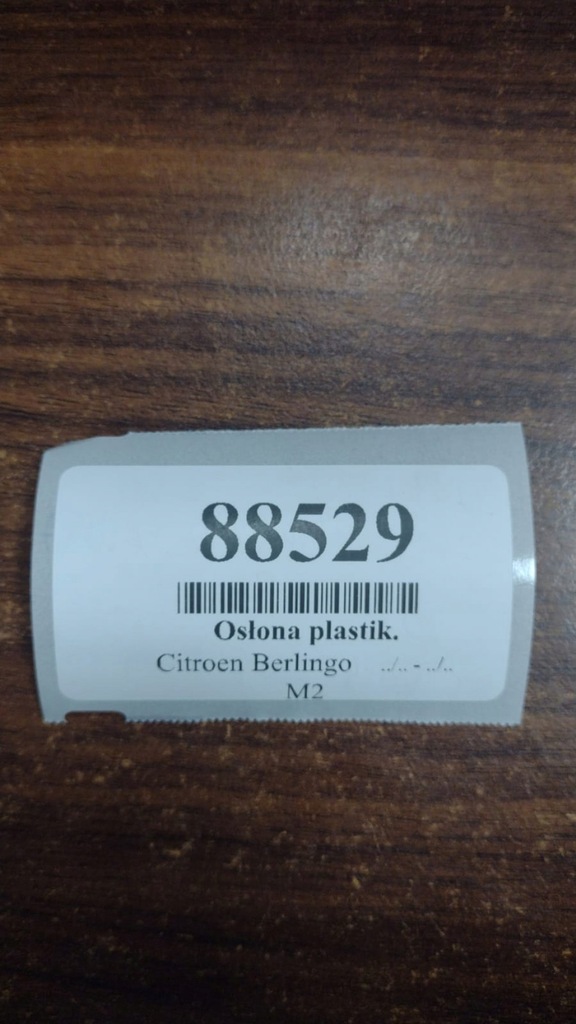 88529
Osłona plastik.
Citroen Berlingo ../.. - ../..
M2